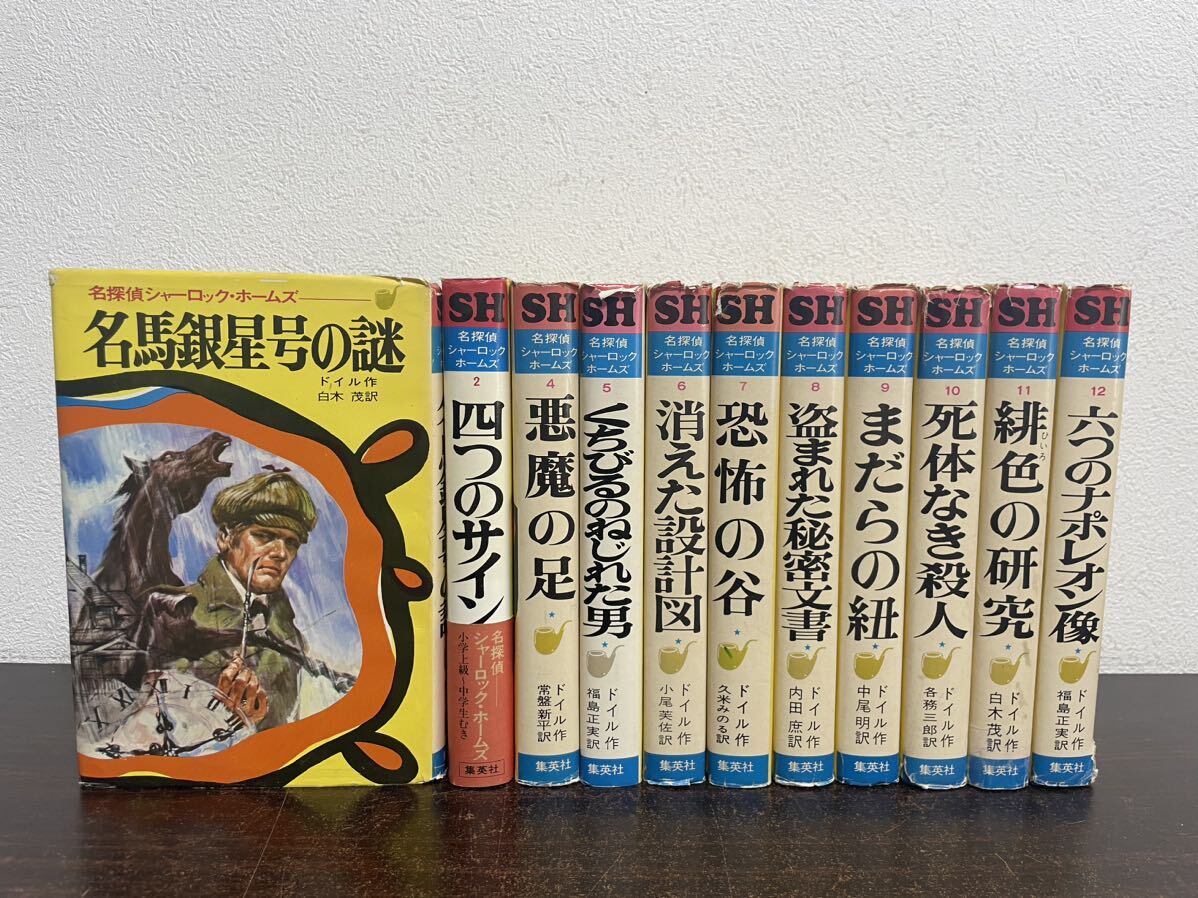 名探偵シャーロック・ホームズ
名馬銀星号の謎
ドイル作
白木 茂訳
SH
名探偵
シャーロック
ホームズ
2
四つのサイン
名探偵
シャーロック・ホームズ
小学上級~中学生むき
集英社
SH
名探偵
シャーロック
ホームズ
4
悪魔の足
ドイル作
常盤新平訳
集英社
SH
名探偵
シャーロック
ホームズ
5
くちびるのねじれた男
ドイル作
福島正実訳
集英社
SH
名探偵
シャーロック
ホームズ
6
消えた設計図
ドイル作
小尾芙佐訳
集英社
SH
名探偵
シャーロック
ホームズ
7
恐怖の谷
ドイル作
久米みのる訳
集英社
SH
名探偵
シャーロック
ホームズ
8
盗まれた秘密文書
ドイル作
内田 庶訳
集英社
SH
名探偵
シャーロック
ホームズ
9
まだらの紐
ドイル作
中尾明訳
集英社
SH
名探偵
シャーロック
ホームズ
10
死体なき殺人
ドイル作
各務三郎訳
集英社
SH
名探偵
シャーロック
ホームズ
11
緋色の研究
ひいろ
ドイル作
白木茂訳
集英社
SH
名探偵
シャーロック
ホームズ
12
六つのナポレオン像
ドイル作
福島正実訳
集英社